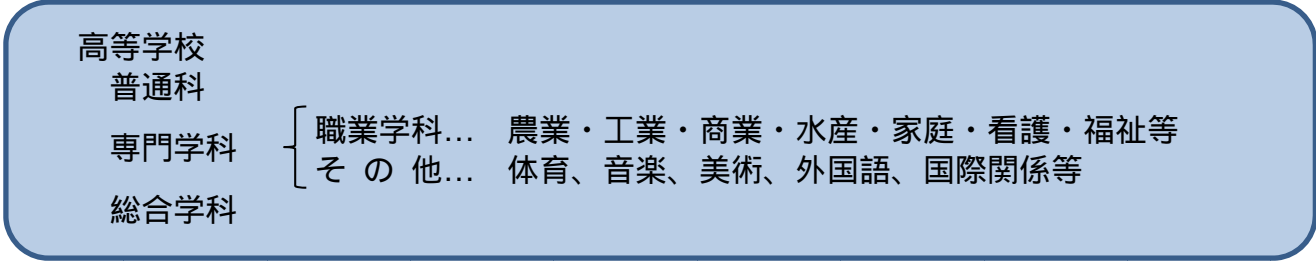 高等学校
普通科
専門学科
職業学科… 農業・工業・商業・水産・家庭・看護・福祉等
そ の 他… 体育、音楽、美術、外国語、国際関係等
総合学科